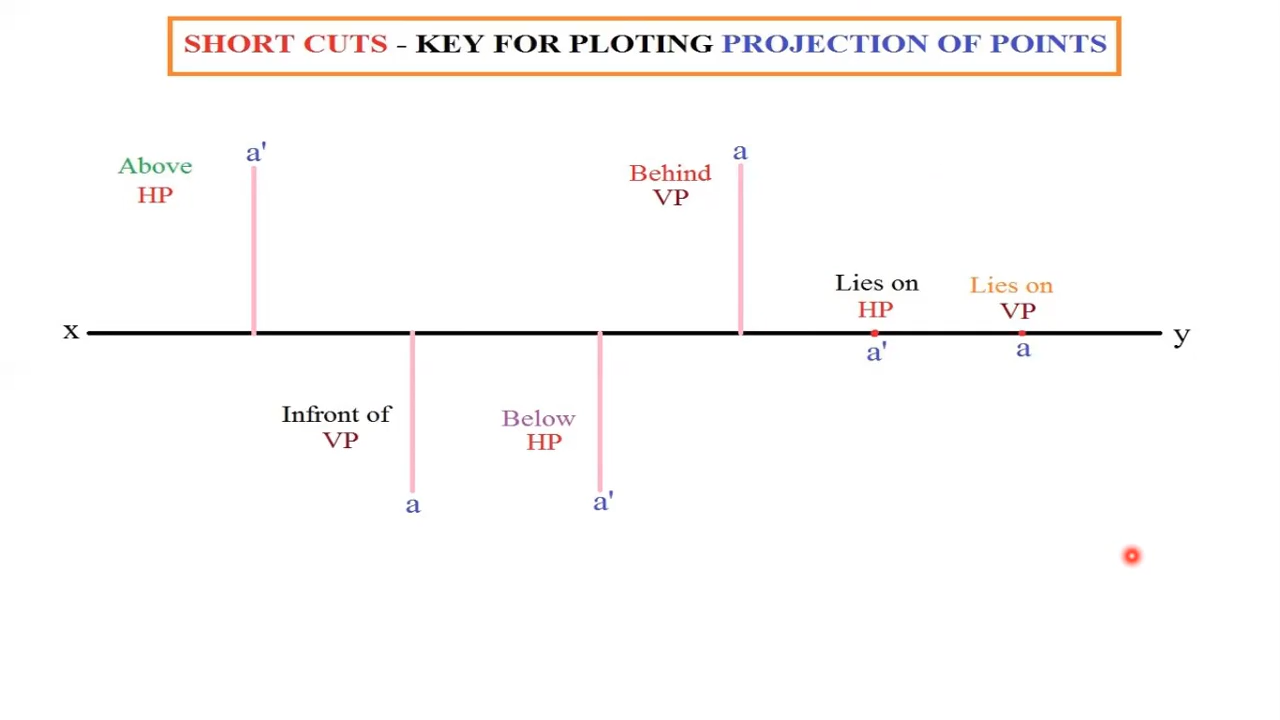 SHORT CUTS - KEY FOR PLOTING PROJECTION OF POINTS
a'
Above
HP
a
Behind
VP
Lies on
HP
Lies on
VP
x
y
a'
a
Infront of
VP
a
Below
HP
a'